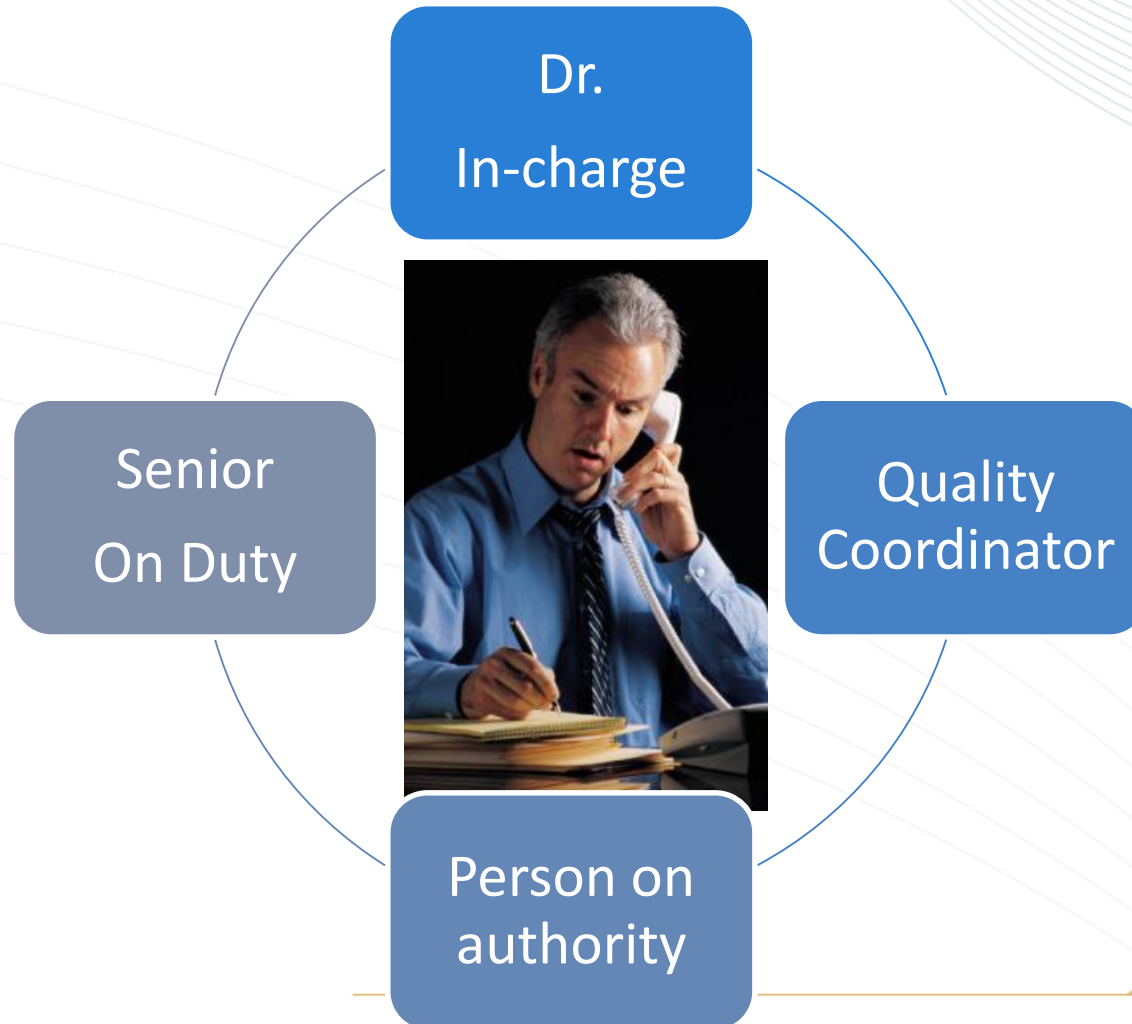 Dr.
In-charge
Senior
On Duty
Quality
Coordinator
Person on
authority